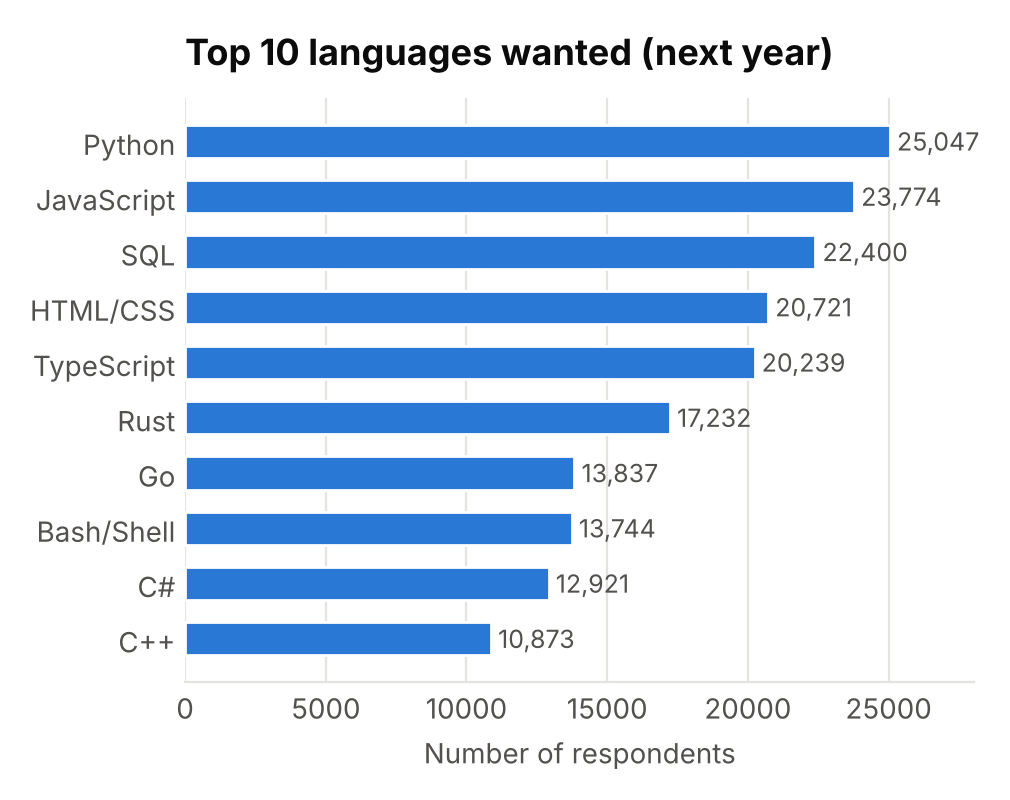 Top 10 languages wanted (next year)
Python 25,047
JavaScript 23,774
SQL 22,400
HTML/CSS 20,721
TypeScript 20,239
Rust 17,232
Go 13,837
Bash/Shell 13,744
C# 12,921
C++ 10,873
0 5000 10000 15000 20000 25000
Number of respondents